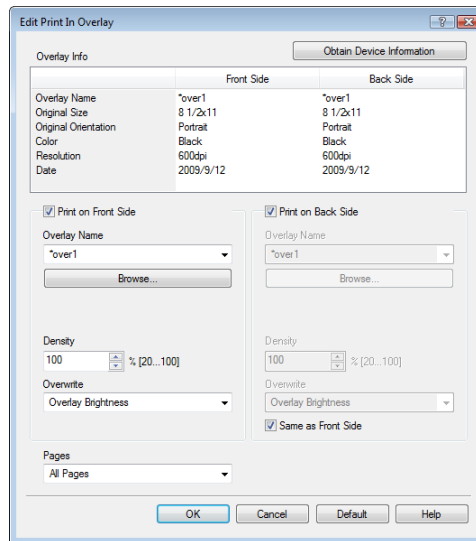 Edit Print In Overlay
Overlay Info
Obtain Device Information
Front Side Back Side
Overlay Name *over1 *over1
Original Size 8 1/2x11 8 1/2x11
Original Orientation Portrait Portrait
Color Black Black
Resolution 600dpi 600dpi
Date 2009/9/12 2009/9/12
Print on Front Side
Overlay Name
*over1
Browse...
Density
100 % [20...100]
Overwrite
Overlay Brightness
Print on Back Side
Overlay Name
*over1
Browse...
Density
100 % [20...100]
Overwrite
Overlay Brightness
Same as Front Side
Pages
All Pages
OK Cancel Default Help